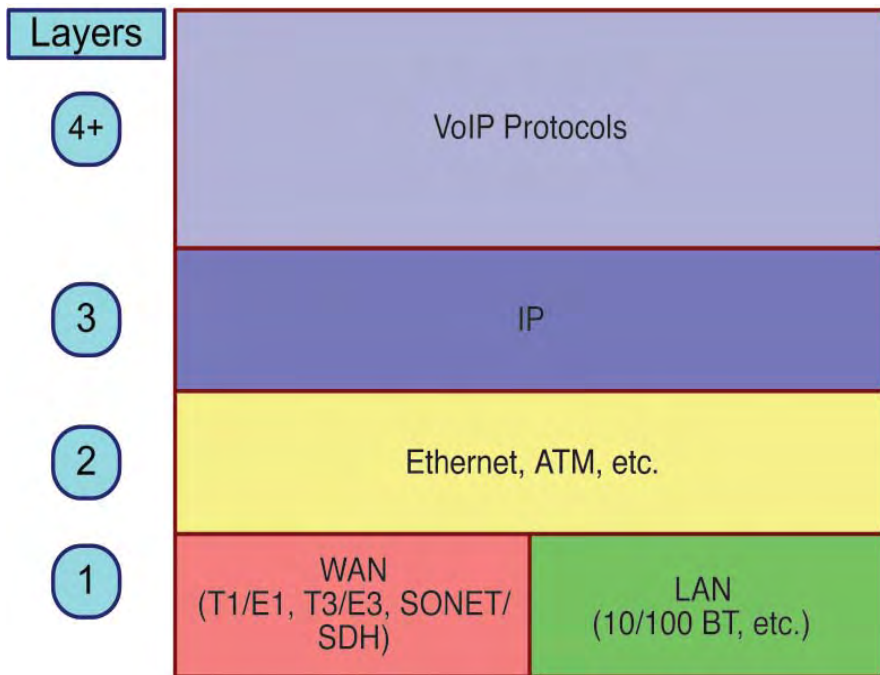 Layers
4+
VoIP Protocols
3
IP
2
Ethernet, ATM, etc.
1
WAN
(T1/E1, T3/E3, SONET/
SDH)
LAN
(10/100 BT, etc.)